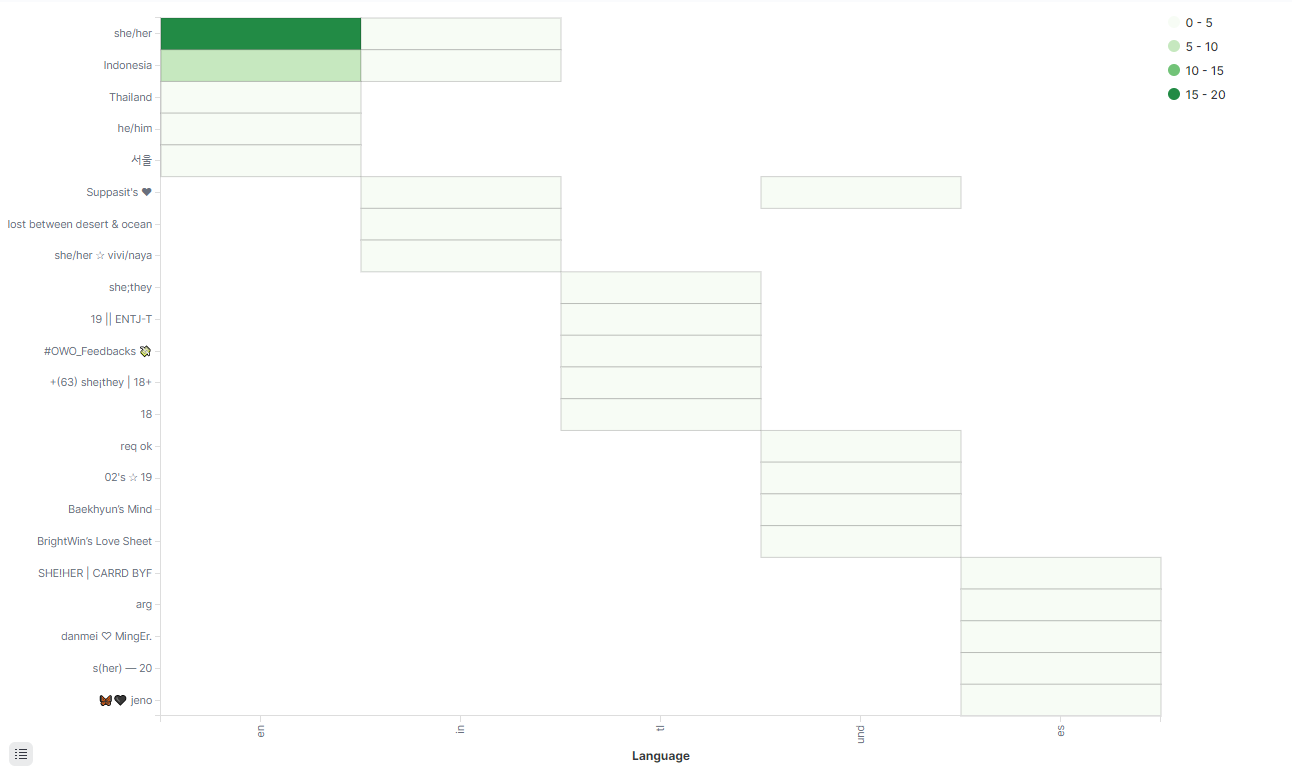 she/her
Indonesia
Thailand
he/him
서울
Suppasit's ♥
lost between desert & ocean
she/her ☆ vivi/naya
she;they
19 || ENTJ-T
#OWO_Feedbacks
+(63) she¡they | 18+
18
req ok
02's ☆ 19
Baekhyun's Mind
BrightWin's Love Sheet
SHE!HER | CARRD BYF
arg
danmei ♡ MingEr.
s(her) — 20
🦋🖤 jeno
en
in
tl
und
es
Language
0 - 5
5 - 10
10 - 15
15 - 20